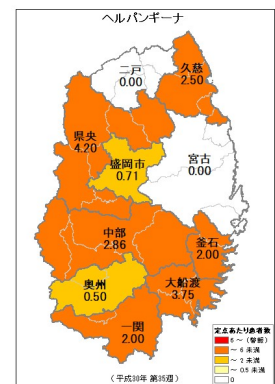 ヘルパンギーナ
二戸
0.00
久慈
2.50
県央
4.20
盛岡市
0.71
宮古
0.00
中部
2.86
釜石
2.00
奥州
0.50
大船渡
3.75
一関
2.00
定点あたり患者数
6 ～ (警報)
～ 6 未満
～ 2 未満
～ 0.5 未満
0
(平成30年 第35週)